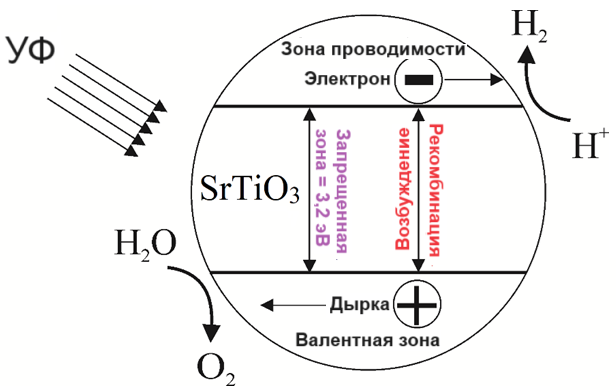 УФ
Зона проводимости
Электрон
H₂
H⁺
SrTiO₃
Запрещенная
зона = 3,2 эВ
Возбуждение
Рекомбинация
H₂O
O₂
Дырка
Валентная зона